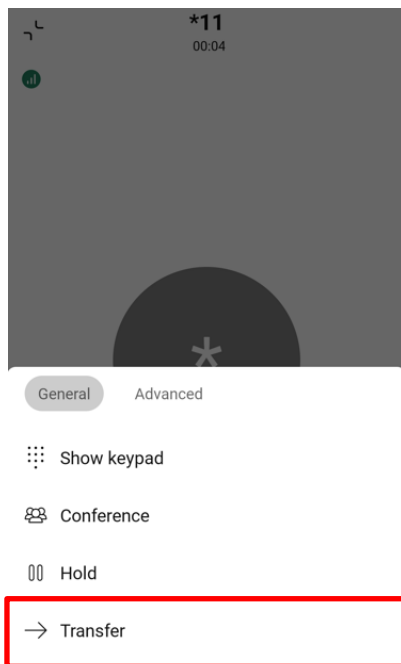 *11
00:04
*
General Advanced
Show keypad
Conference
Hold
Transfer